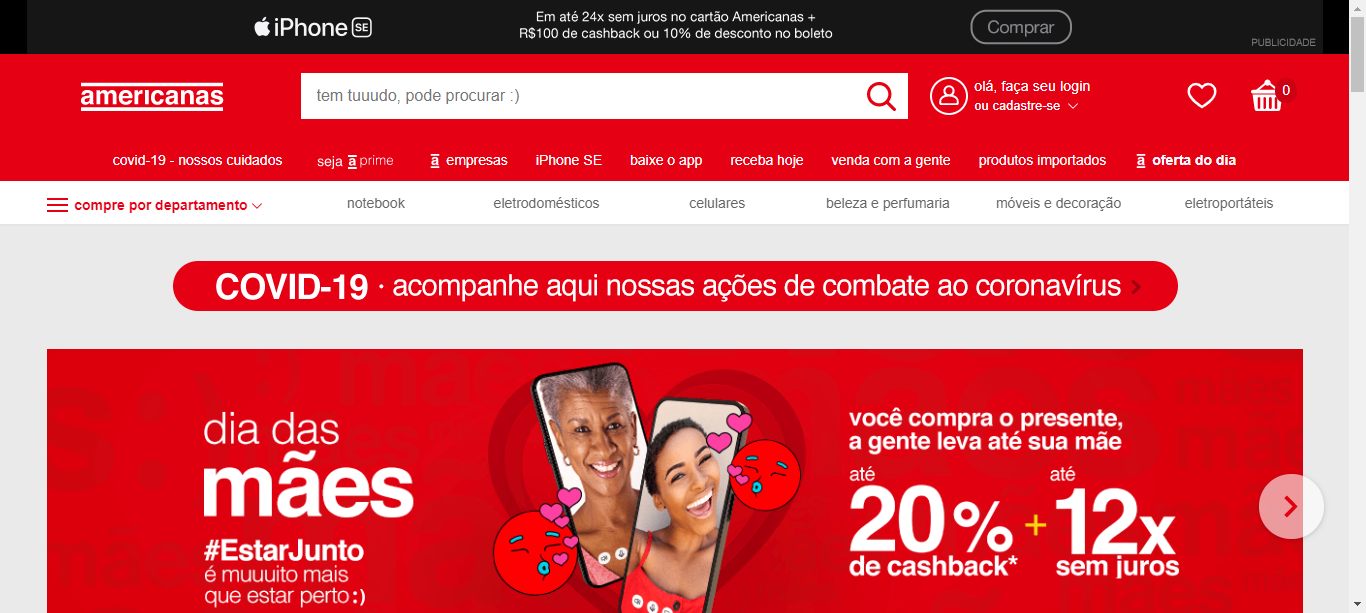 iPhone SE
Em até 24x sem juros no cartão Americanas +
R$100 de cashback ou 10% de desconto no boleto
Comprar
PUBLICIDADE
americanas
tem tuuudo, pode procurar :)
olá, faça seu login
ou cadastre-se
0
covid-19 - nossos cuidados
seja a prime
a empresas
iPhone SE
baixe o app
receba hoje
venda com a gente
produtos importados
a oferta do dia
compre por departamento
notebook
eletrodomésticos
celulares
beleza e perfumaria
móveis e decoração
eletroportáteis
COVID-19 · acompanhe aqui nossas ações de combate ao coronavírus
dia das
mães
#EstarJunto
é muuuito mais
que estar perto:)
você compra o presente,
a gente leva até sua mãe
até
20%
de cashback*
+
até
12x
sem juros